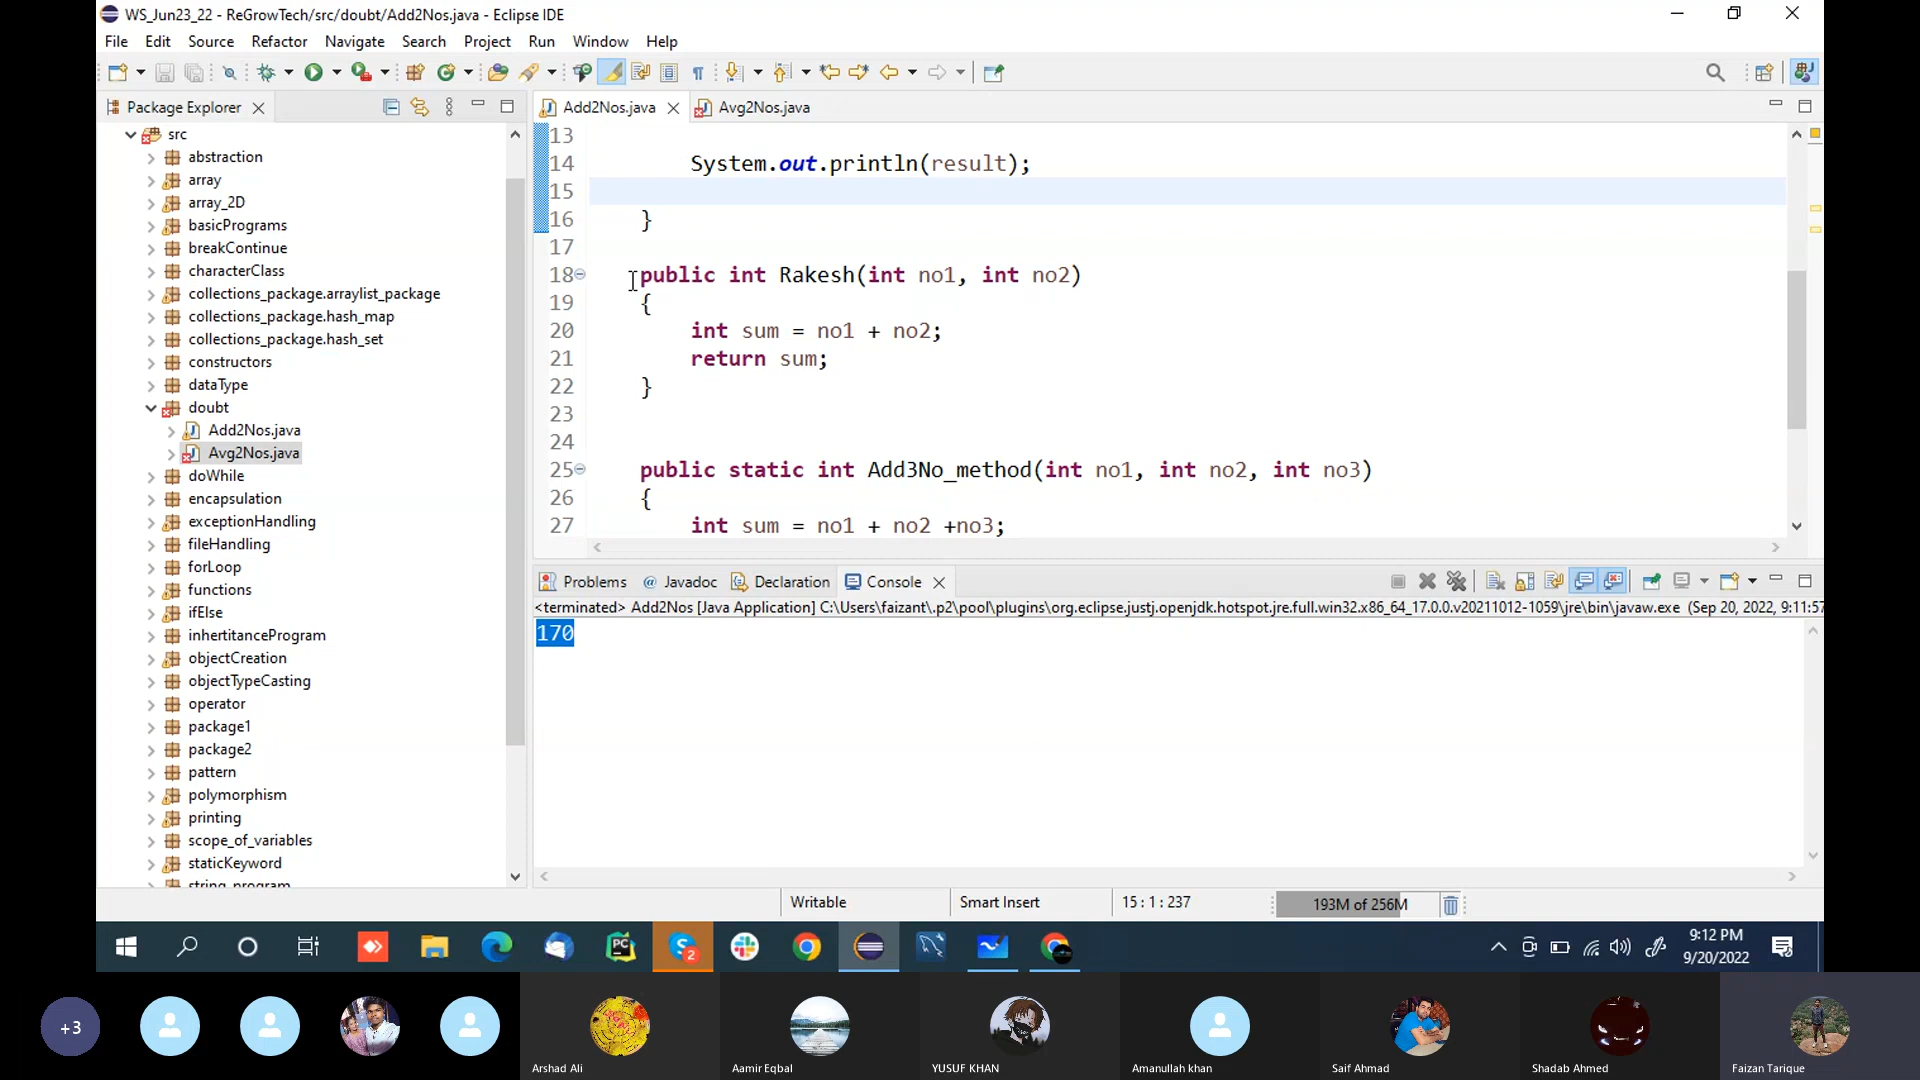 WS_Jun23_22 - ReGrowTech/src/doubt/Add2Nos.java - Eclipse IDE
File Edit Source Refactor Navigate Search Project Run Window Help
Package Explorer
src
abstraction
array
array_2D
basicPrograms
breakContinue
characterClass
collections_package.arraylist_package
collections_package.hash_map
collections_package.hash_set
constructors
dataType
doubt
Add2Nos.java
Avg2Nos.java
doWhile
encapsulation
exceptionHandling
fileHandling
forLoop
functions
ifElse
inhertitanceProgram
objectCreation
objectTypeCasting
operator
package1
package2
pattern
polymorphism
printing
scope_of_variables
staticKeyword
string_program
Add2Nos.java Avg2Nos.java
13
14 System.out.println(result);
15
16 }
17
18 public int Rakesh(int no1, int no2)
19 {
20 int sum = no1 + no2;
21 return sum;
22 }
23
24
25 public static int Add3No_method(int no1, int no2, int no3)
26 {
27 int sum = no1 + no2 +no3;
Problems @ Javadoc Declaration Console
<terminated> Add2Nos [Java Application] C:\Users\faizant\.p2\pool\plugins\org.eclipse.justj.openjdk.hotspot.jre.full.win32.x86_64_17.0.0.v20211012-1059\jre\bin\javaw.exe (Sep 20, 2022, 9:11:57
170
Writable Smart Insert 15 : 1 : 237 193M of 256M
PC
2
9:12 PM
9/20/2022
+3
Arshad Ali
Aamir Eqbal
YUSUF KHAN
Amanullah khan
Saif Ahmad
Shadab Ahmed
Faizan Tarique